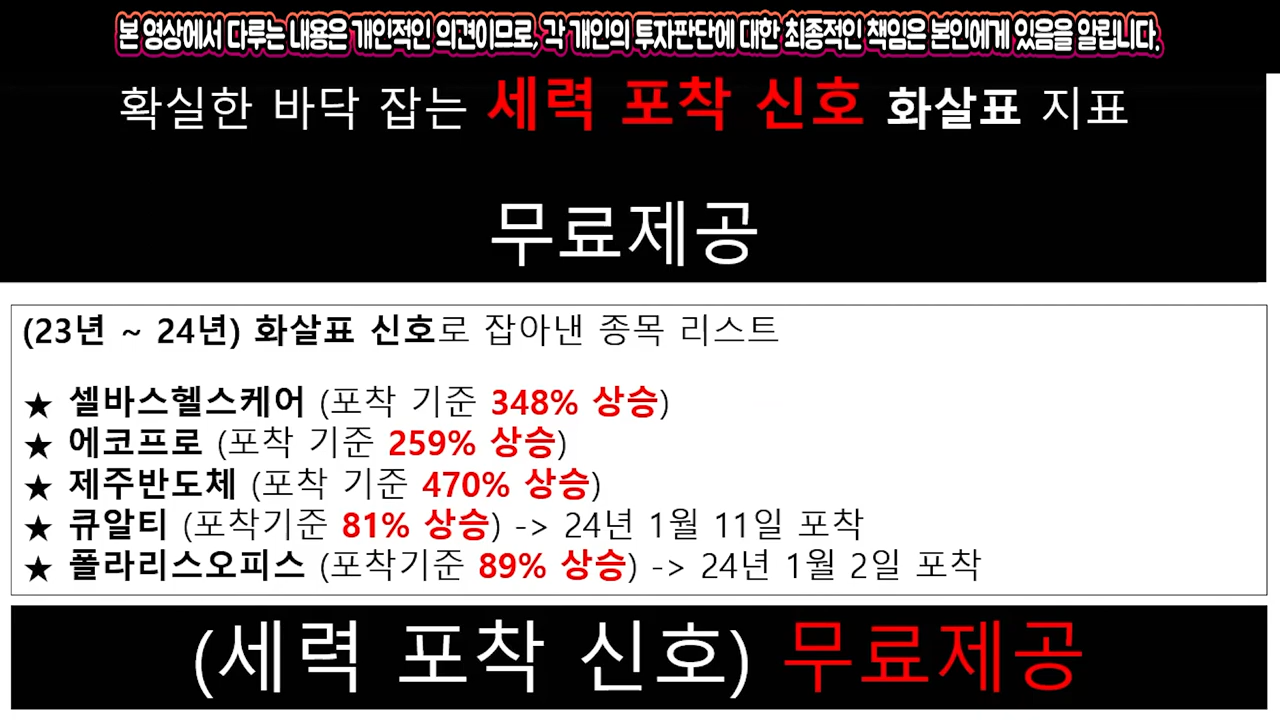 본 영상에서 다루는 내용은 개인적인 의견이므로, 각 개인의 투자판단에 대한 최종적인 책임은 본인에게 있음을 알립니다.
확실한 바닥 잡는 세력 포착 신호 화살표 지표
무료제공
(23년 ~ 24년) 화살표 신호로 잡아낸 종목 리스트
★ 셀바스헬스케어 (포착 기준 348% 상승)
★ 에코프로 (포착 기준 259% 상승)
★ 제주반도체 (포착 기준 470% 상승)
★ 큐알티 (포착기준 81% 상승) -> 24년 1월 11일 포착
★ 폴라리스오피스 (포착기준 89% 상승) -> 24년 1월 2일 포착
(세력 포착 신호) 무료제공